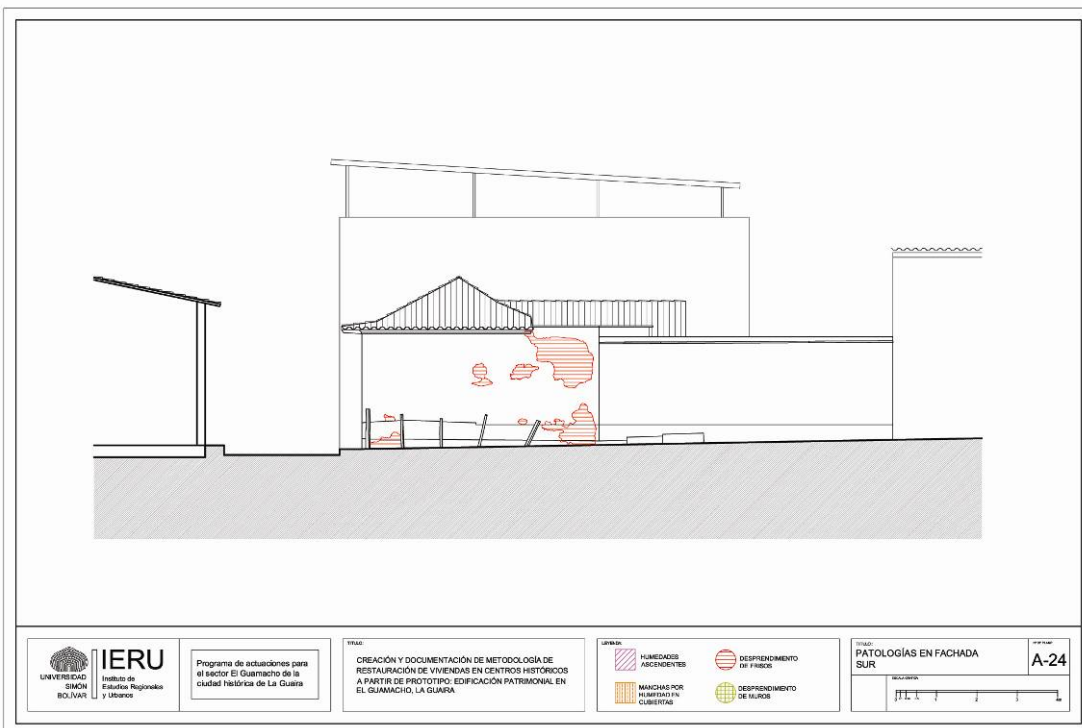 UNIVERSIDAD
SIMÓN
BOLÍVAR
IERU
Instituto de
Estudios Regionales
y Urbanos
Programa de actuaciones para
el sector El Guamacho de la
ciudad histórica de La Guaira
TITULO:
CREACIÓN Y DOCUMENTACIÓN DE METODOLOGÍA DE
RESTAURACIÓN DE VIVIENDAS EN CENTROS HISTÓRICOS
A PARTIR DE PROTOTIPO: EDIFICACIÓN PATRIMONIAL EN
EL GUAMACHO, LA GUAIRA
LEYENDA:
HUMEDADES
ASCENDENTES
DESPRENDIMIENTO
DE FRISOS
MANCHAS POR
HUMEDAD EN
CUBIERTAS
DESPRENDIMIENTO
DE MUROS
TITULO:
PATOLOGÍAS EN FACHADA
SUR
A-24